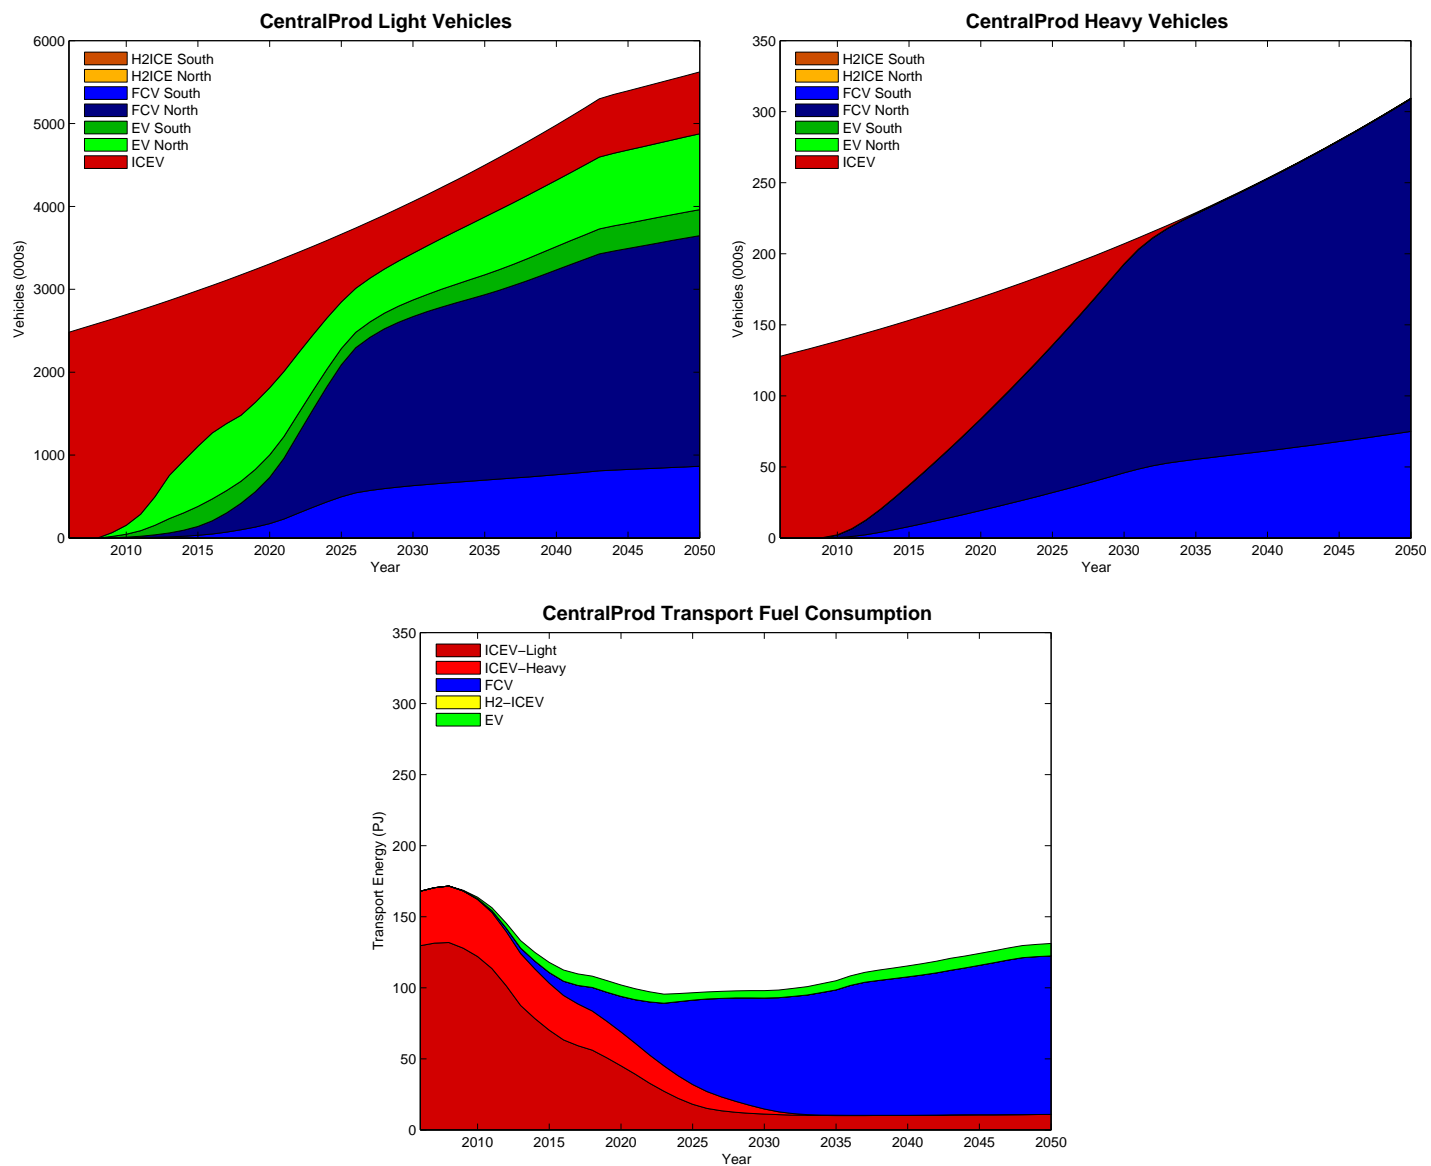 CentralProd Light Vehicles
6000
5000
4000
3000
2000
1000
0
Vehicles (000s)
H2ICE South
H2ICE North
FCV South
FCV North
EV South
EV North
ICEV
2010 2015 2020 2025 2030 2035 2040 2045 2050
Year
CentralProd Heavy Vehicles
350
300
250
200
150
100
50
0
Vehicles (000s)
H2ICE South
H2ICE North
FCV South
FCV North
EV South
EV North
ICEV
2010 2015 2020 2025 2030 2035 2040 2045 2050
Year
CentralProd Transport Fuel Consumption
350
300
250
200
150
100
50
0
Transport Energy (PJ)
ICEV−Light
ICEV−Heavy
FCV
H2−ICEV
EV
2010 2015 2020 2025 2030 2035 2040 2045 2050
Year